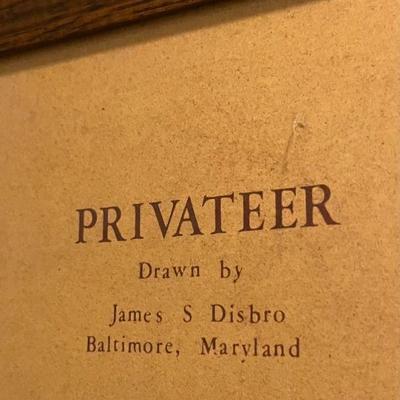 PRIVATEER
Drawn by
James S Disbro
Baltimore, Maryland